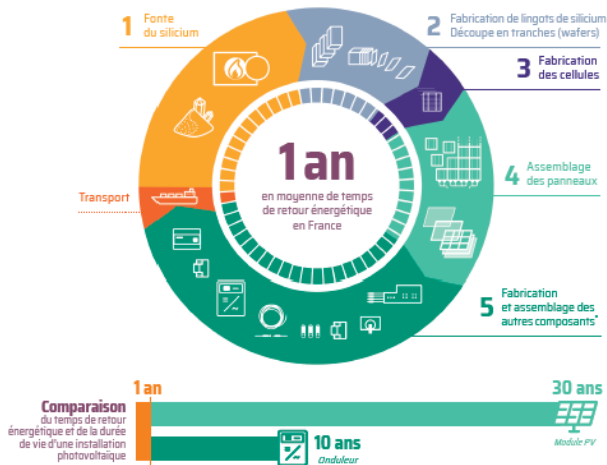 1 Fonte
du silicium
2 Fabrication de lingots de silicium
Découpe en tranches (wafers)
3 Fabrication
des cellules
4 Assemblage
des panneaux
5 Fabrication
et assemblage des
autres composants*
Transport
1 an
en moyenne de temps
de retour énergétique
en France
Comparaison
du temps de retour
énergétique et de la durée
de vie d'une installation
photovoltaïque
1 an
30 ans
Module PV
10 ans
Onduleur